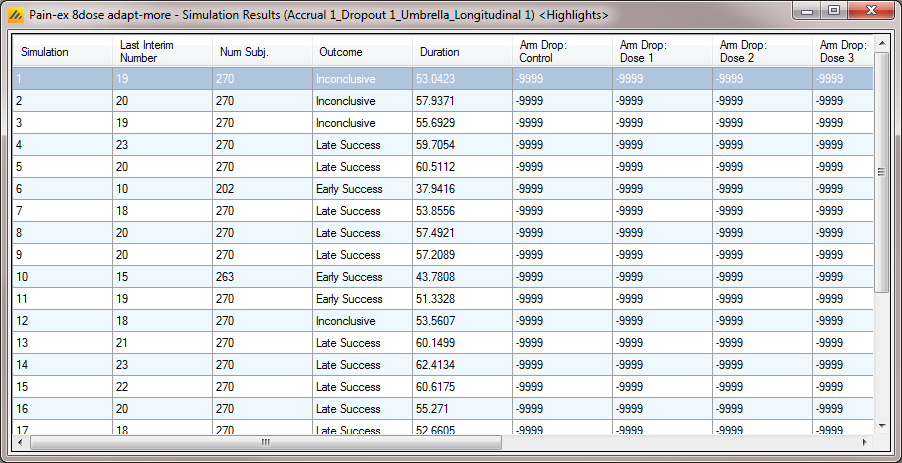 Pain-ex 8dose adapt-more - Simulation Results (Accrual 1_Dropout 1_Umbrella_Longitudinal 1) <Highlights>
Simulation Last Interim Number Num Subj. Outcome Duration Arm Drop: Control Arm Drop: Dose 1 Arm Drop: Dose 2 Arm Drop: Dose 3
1 19 270 Inconclusive 53.0423 -9999 -9999 -9999 -9999
2 20 270 Inconclusive 57.9371 -9999 -9999 -9999 -9999
3 19 270 Inconclusive 55.6929 -9999 -9999 -9999 -9999
4 23 270 Late Success 59.7054 -9999 -9999 -9999 -9999
5 20 270 Late Success 60.5112 -9999 -9999 -9999 -9999
6 10 202 Early Success 37.9416 -9999 -9999 -9999 -9999
7 18 270 Late Success 53.8556 -9999 -9999 -9999 -9999
8 20 270 Late Success 57.4921 -9999 -9999 -9999 -9999
9 20 270 Late Success 57.2089 -9999 -9999 -9999 -9999
10 15 263 Early Success 43.7808 -9999 -9999 -9999 -9999
11 19 270 Early Success 51.3328 -9999 -9999 -9999 -9999
12 18 270 Inconclusive 53.5607 -9999 -9999 -9999 -9999
13 21 270 Late Success 60.1499 -9999 -9999 -9999 -9999
14 23 270 Late Success 62.4134 -9999 -9999 -9999 -9999
15 22 270 Late Success 60.6175 -9999 -9999 -9999 -9999
16 20 270 Late Success 55.271 -9999 -9999 -9999 -9999
17 18 270 Late Success 52.6605 -9999 -9999 -9999 -9999